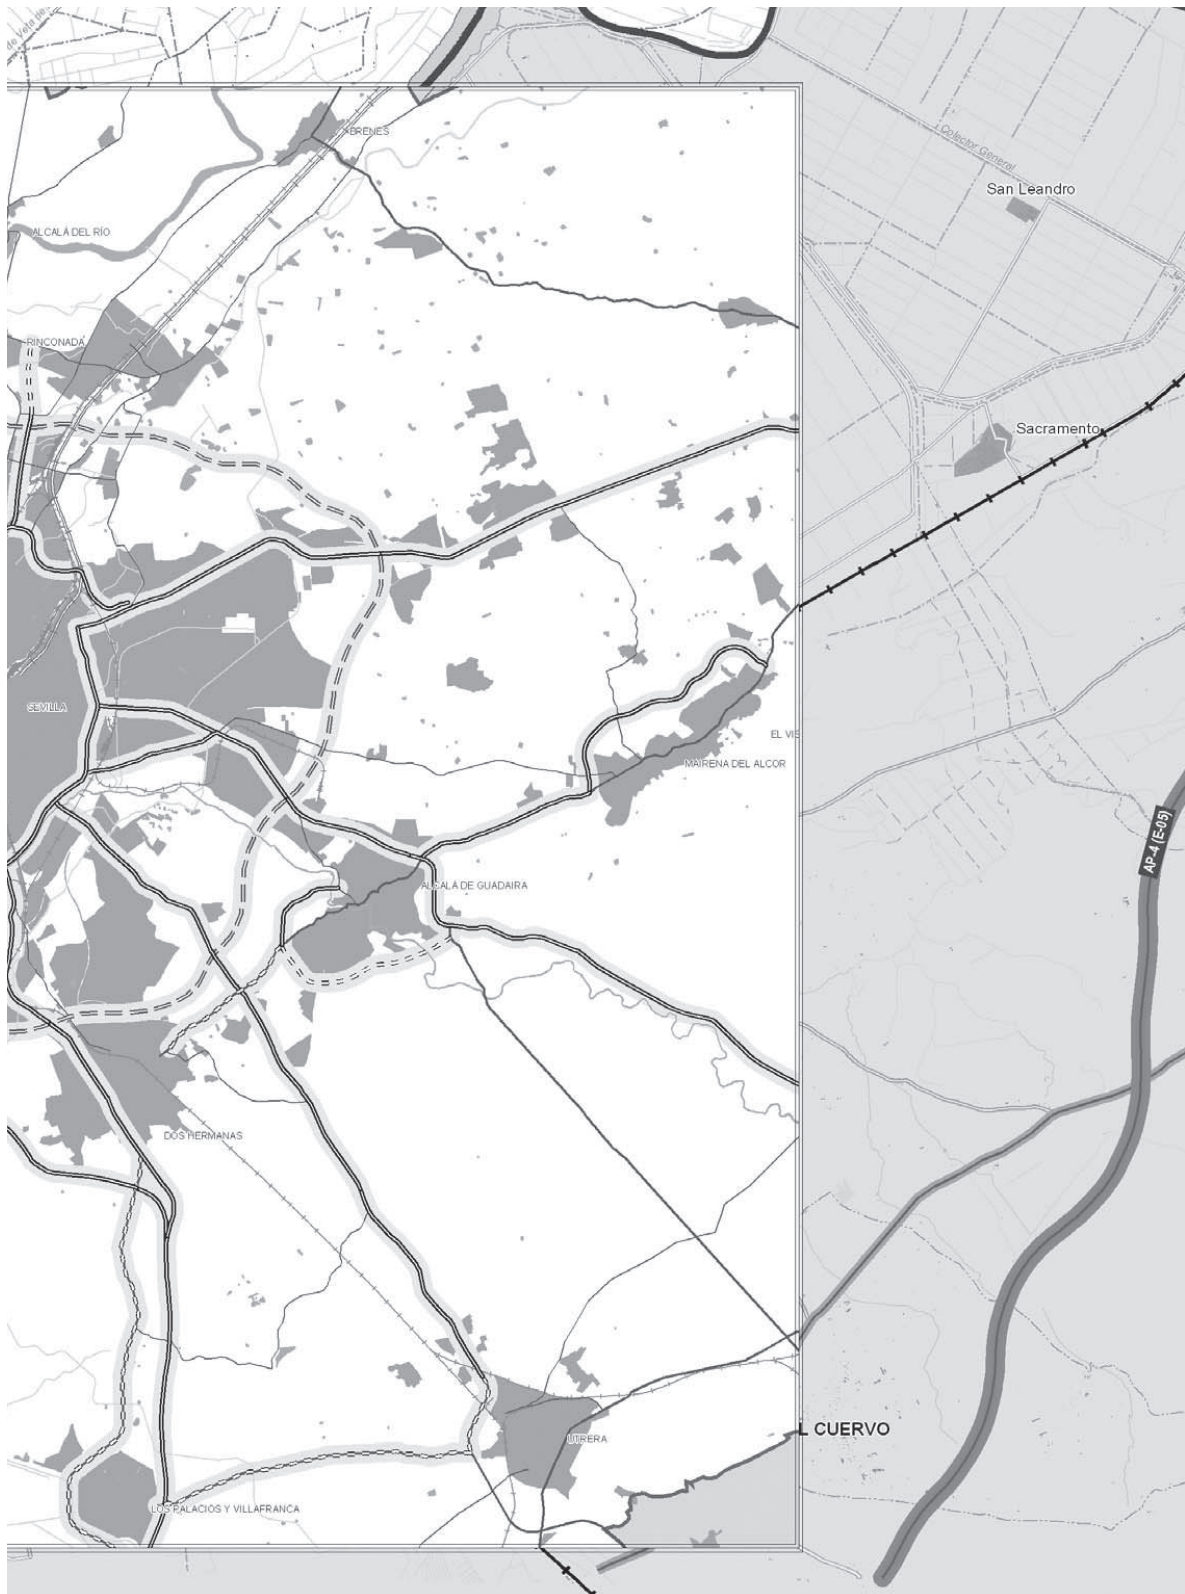 BRENES
Colector General
San Leandro
ALCALÁ DEL RÍO
RINCONADA
Sacramento
SEVILLA
EL VIS
MAIRENA DEL ALCOR
AP-4 (E-05)
ALCALÁ DE GUADAIRA
DOS HERMANAS
L CUERVO
UTRERA
LOS PALACIOS Y VILLAFRANCA